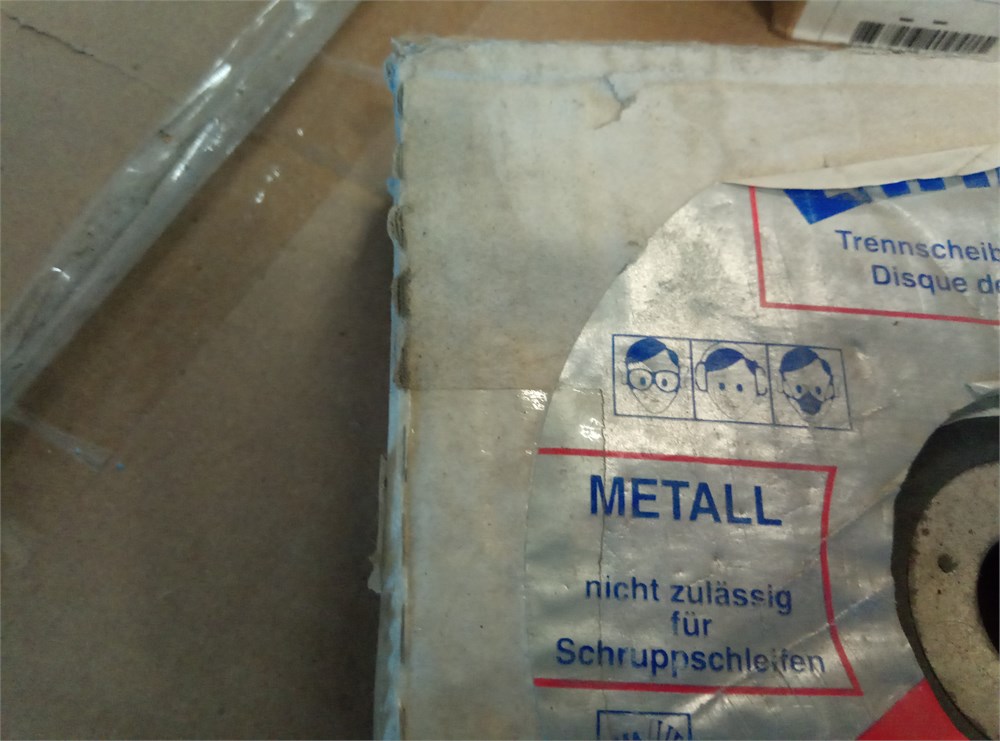 Trennscheib
Disque de
METALL
nicht zulässig
für
Schruppschleifen